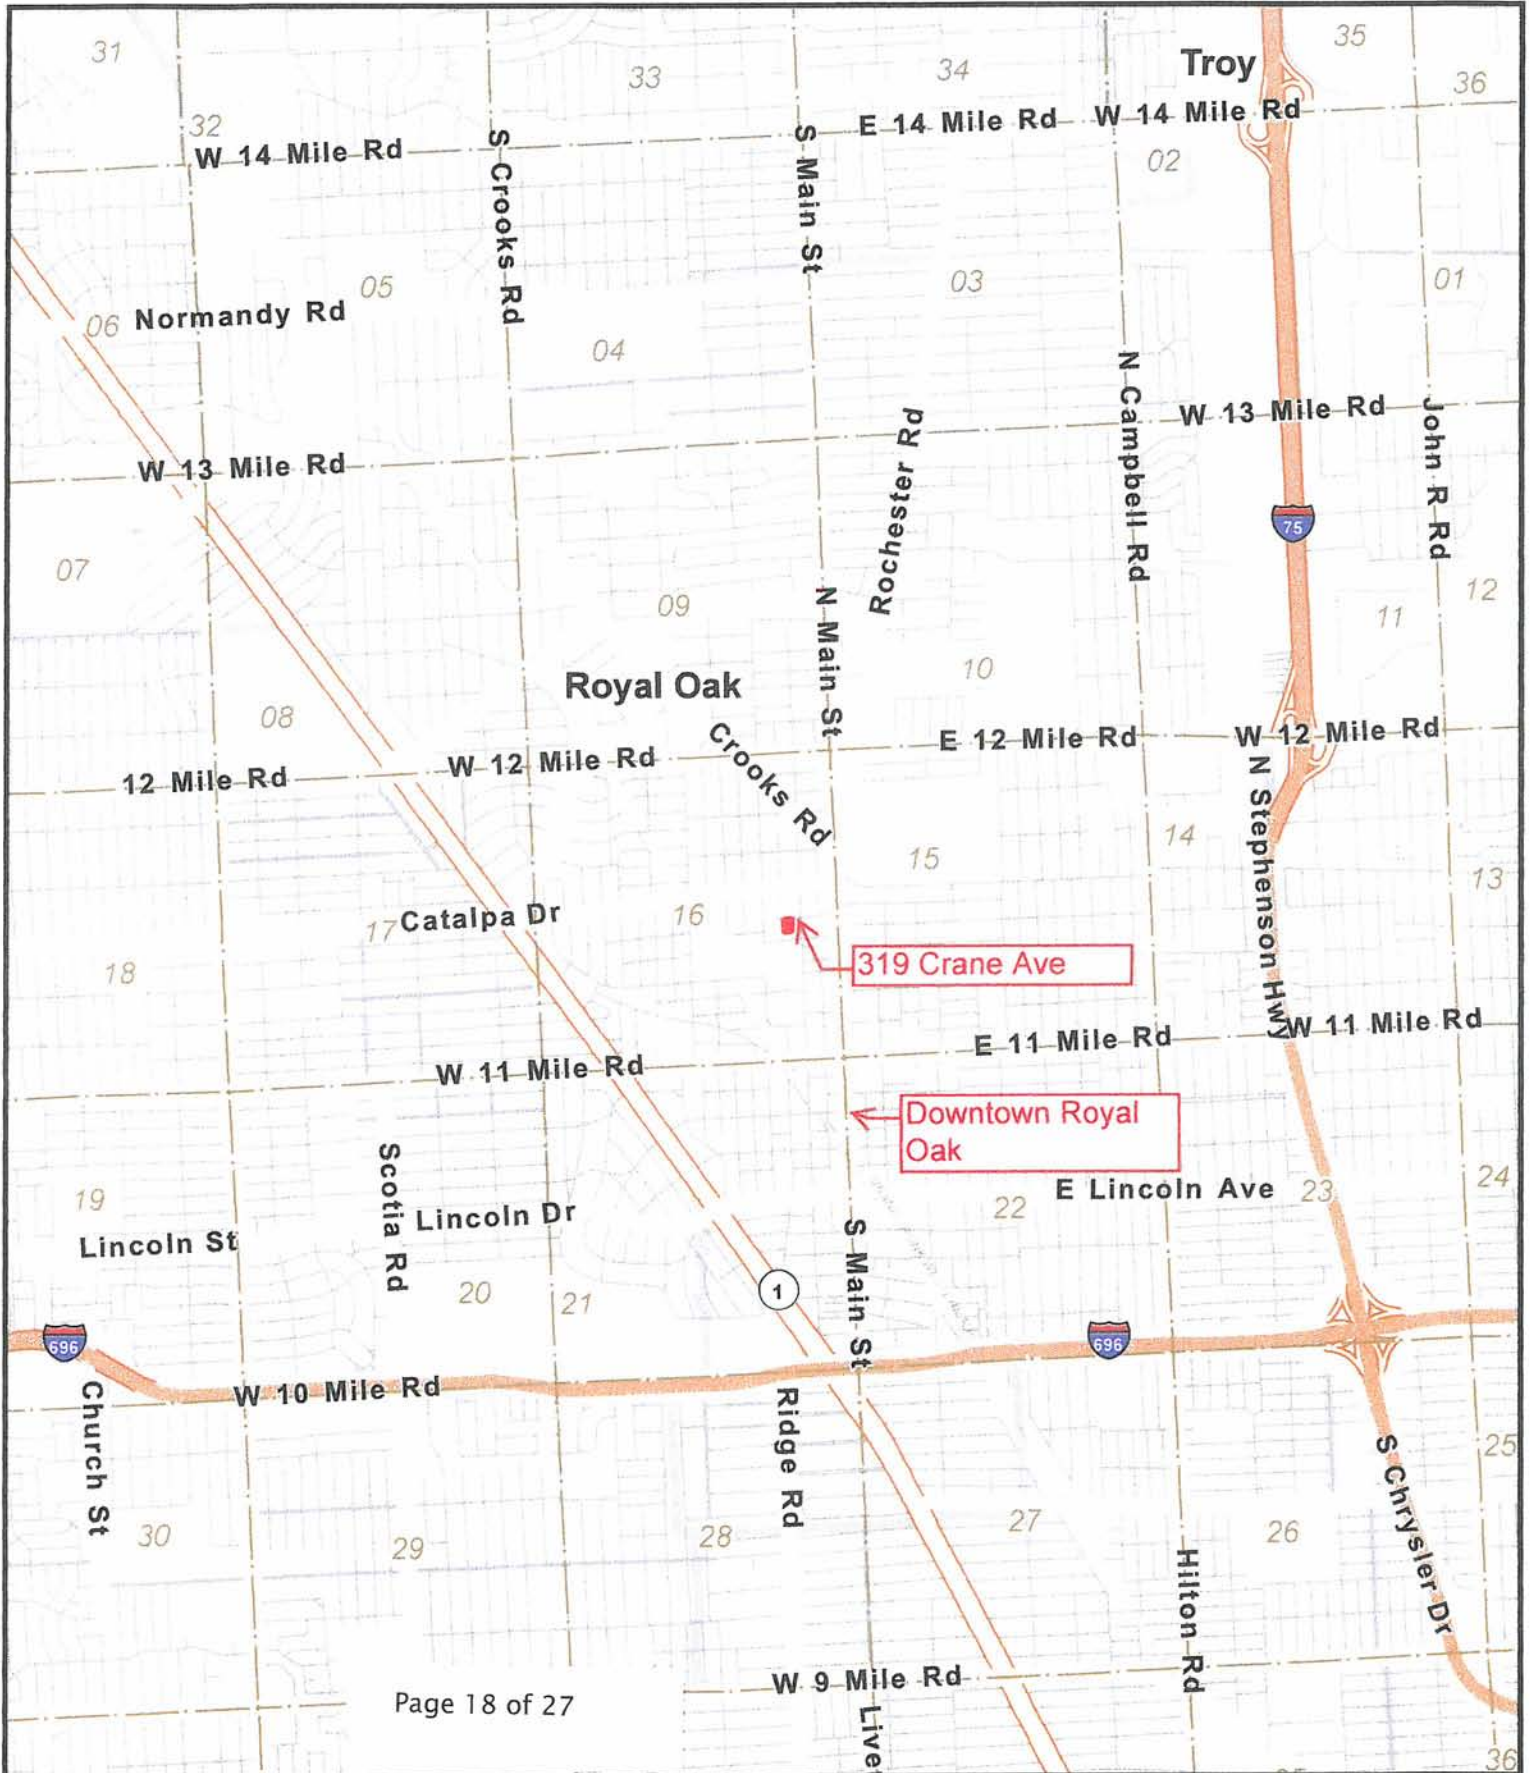 31
33
34
Troy
35
36
32
W 14 Mile Rd
S Crooks Rd
S Main St
E 14 Mile Rd
W 14 Mile Rd
02
05
03
01
06
Normandy Rd
04
N Campbell Rd
W 13 Mile Rd
John R Rd
W 13 Mile Rd
Rochester Rd
75
07
09
N Main St
11
12
Royal Oak
10
08
Crooks Rd
12 Mile Rd
W 12 Mile Rd
E 12 Mile Rd
W 12 Mile Rd
N Stephenson Hwy
14
15
13
17
Catalpa Dr
16
18
319 Crane Ave
W 11 Mile Rd
E 11 Mile Rd
W 11 Mile Rd
Downtown Royal
Oak
Scotia Rd
19
Lincoln St
Lincoln Dr
22
E Lincoln Ave
23
24
S Main St
20
21
1
696
696
Church St
W 10 Mile Rd
Ridge Rd
S Chrysler Dr
25
30
29
28
27
26
Hilton Rd
W 9 Mile Rd
Page 18 of 27
Live
36